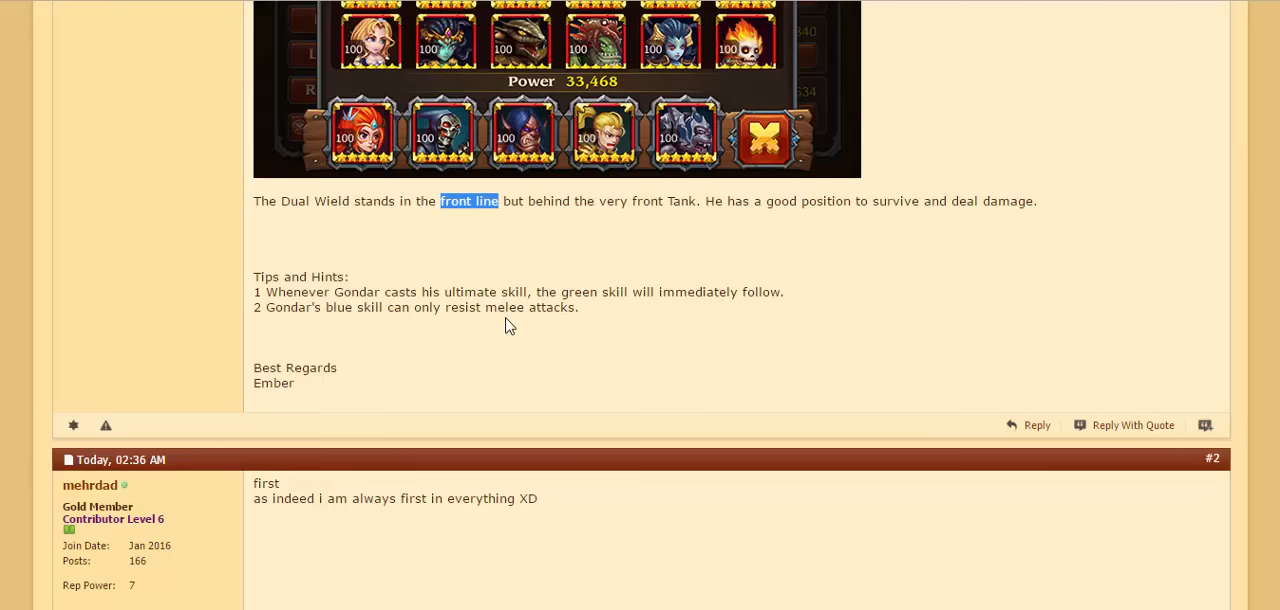 100 100 100 100 100 100
Power 33,468
100 100 100 100 100
The Dual Wield stands in the front line but behind the very front Tank. He has a good position to survive and deal damage.
Tips and Hints:
1 Whenever Gondar casts his ultimate skill, the green skill will immediately follow.
2 Gondar's blue skill can only resist melee attacks.
Best Regards
Ember
Reply Reply With Quote
Today, 02:36 AM #2
mehrdad
Gold Member
Contributor Level 6
Join Date: Jan 2016
Posts: 166
Rep Power: 7
first
as indeed i am always first in everything XD